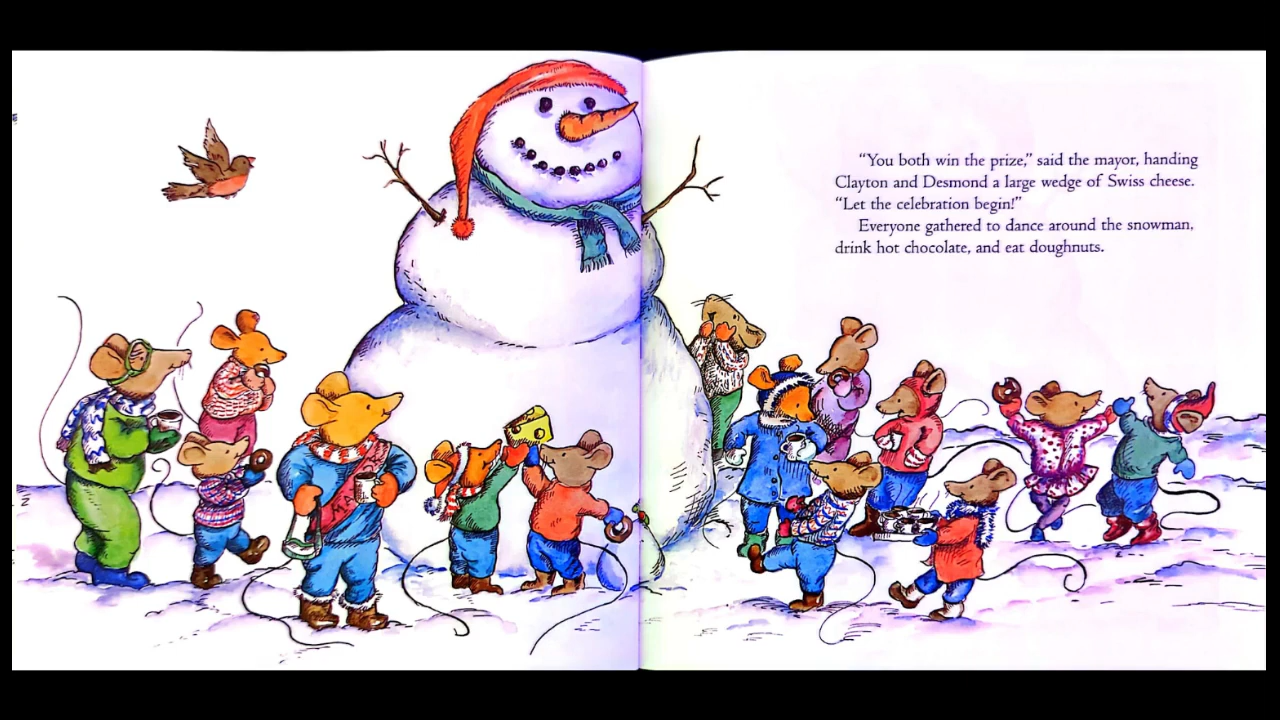 “You both win the prize,” said the mayor, handing
Clayton and Desmond a large wedge of Swiss cheese.
“Let the celebration begin!”
Everyone gathered to dance around the snowman,
drink hot chocolate, and eat doughnuts.